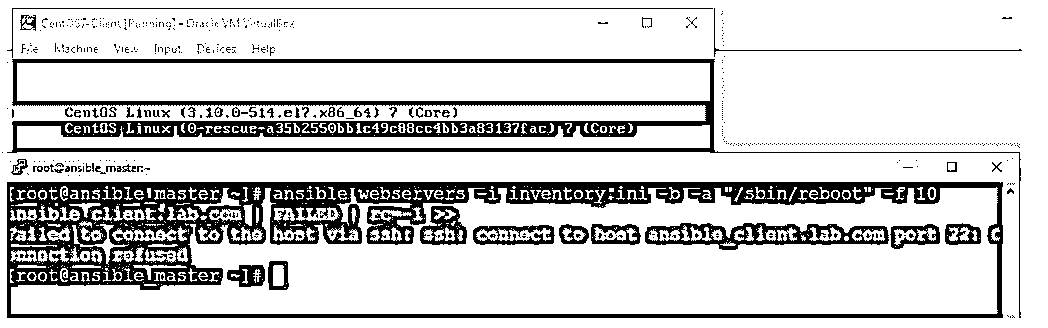 CentOS7-Client [Running] - Oracle VM VirtualBox
File Machine View Input Devices Help
CentOS Linux (3.10.0-514.el7.x86_64) 7 (Core)
CentOS Linux (0-rescue-a35b2550bb1c49c88cc4bb3a83137fac) 7 (Core)
root@ansible_master:~
[root@ansible_master ~]# ansible webservers -i inventory.ini -b -a "/sbin/reboot" -f 10
ansible_client.lab.com | FAILED | rc=-1 >>
Failed to connect to the host via ssh: ssh: connect to host ansible_client.lab.com port 22: C
onnection refused
[root@ansible_master ~]#